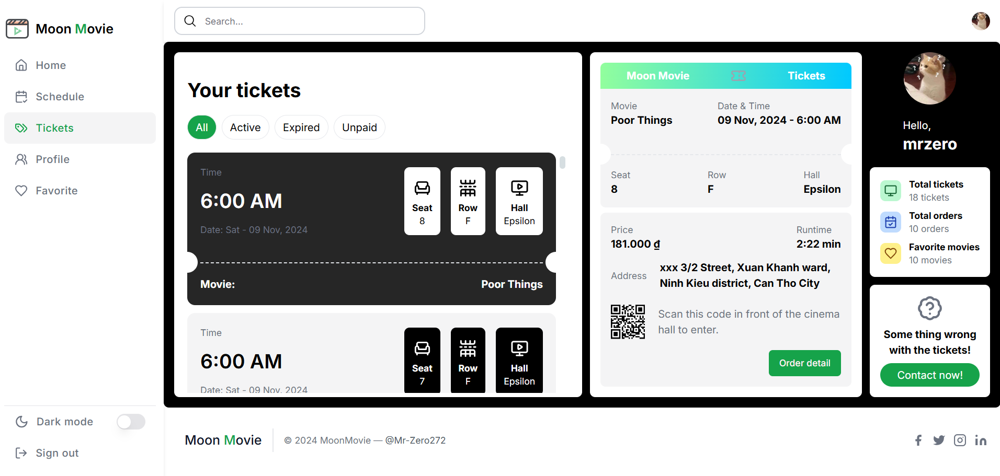 Moon Movie
Home
Schedule
Tickets
Profile
Favorite
Dark mode
Sign out
Search...
Your tickets
All
Active
Expired
Unpaid
Time
6:00 AM
Date: Sat - 09 Nov, 2024
Seat
8
Row
F
Hall
Epsilon
Movie:
Poor Things
Time
6:00 AM
Date: Sat - 09 Nov, 2024
Seat
7
Row
F
Hall
Epsilon
Moon Movie
Tickets
Movie
Poor Things
Date & Time
09 Nov, 2024 - 6:00 AM
Seat
8
Row
F
Hall
Epsilon
Price
181.000 ₫
Runtime
2:22 min
Address
xxx 3/2 Street, Xuan Khanh ward,
Ninh Kieu district, Can Tho City
Scan this code in front of the cinema
hall to enter.
Order detail
Hello,
mrzero
Total tickets
18 tickets
Total orders
10 orders
Favorite movies
10 movies
Some thing wrong
with the tickets!
Contact now!
Moon Movie
© 2024 MoonMovie — @Mr-Zero272